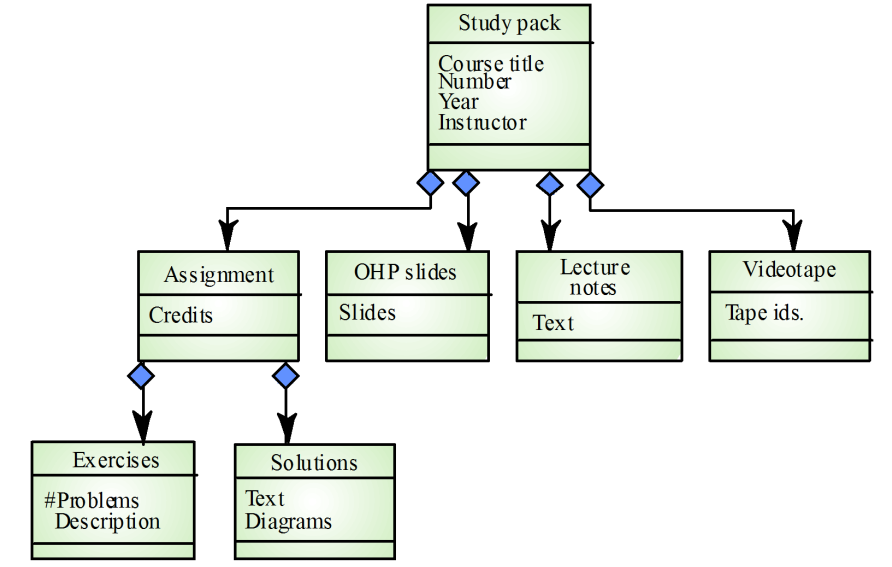 Study pack
Course title
Number
Year
Instructor
Assignment
Credits
OHP slides
Slides
Lecture
notes
Text
Videotape
Tape ids.
Exercises
#Problems
Description
Solutions
Text
Diagrams